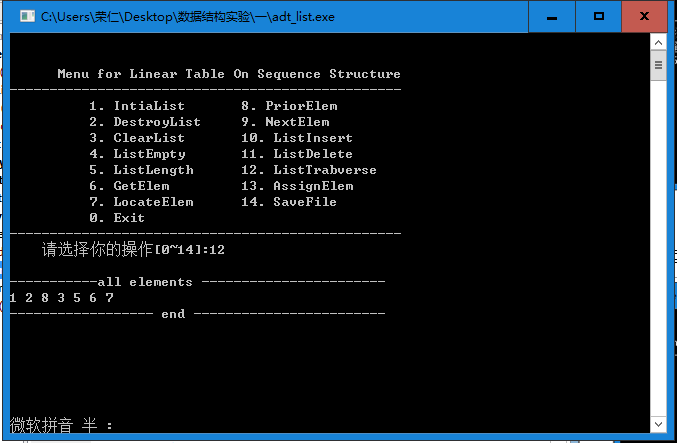 C:\Users\荣仁\Desktop\数据结构实验\一\adt_list.exe
Menu for Linear Table On Sequence Structure
-------------------------------------------------
1. IntiaList 8. PriorElem
2. DestroyList 9. NextElem
3. ClearList 10. ListInsert
4. ListEmpty 11. ListDelete
5. ListLength 12. ListTrabverse
6. GetElem 13. AssignElem
7. LocateElem 14. SaveFile
0. Exit
-------------------------------------------------
请选择你的操作[0~14]:12
-----------all elements -----------------------
1 2 8 3 5 6 7
------------------ end ------------------------
微软拼音 半 :